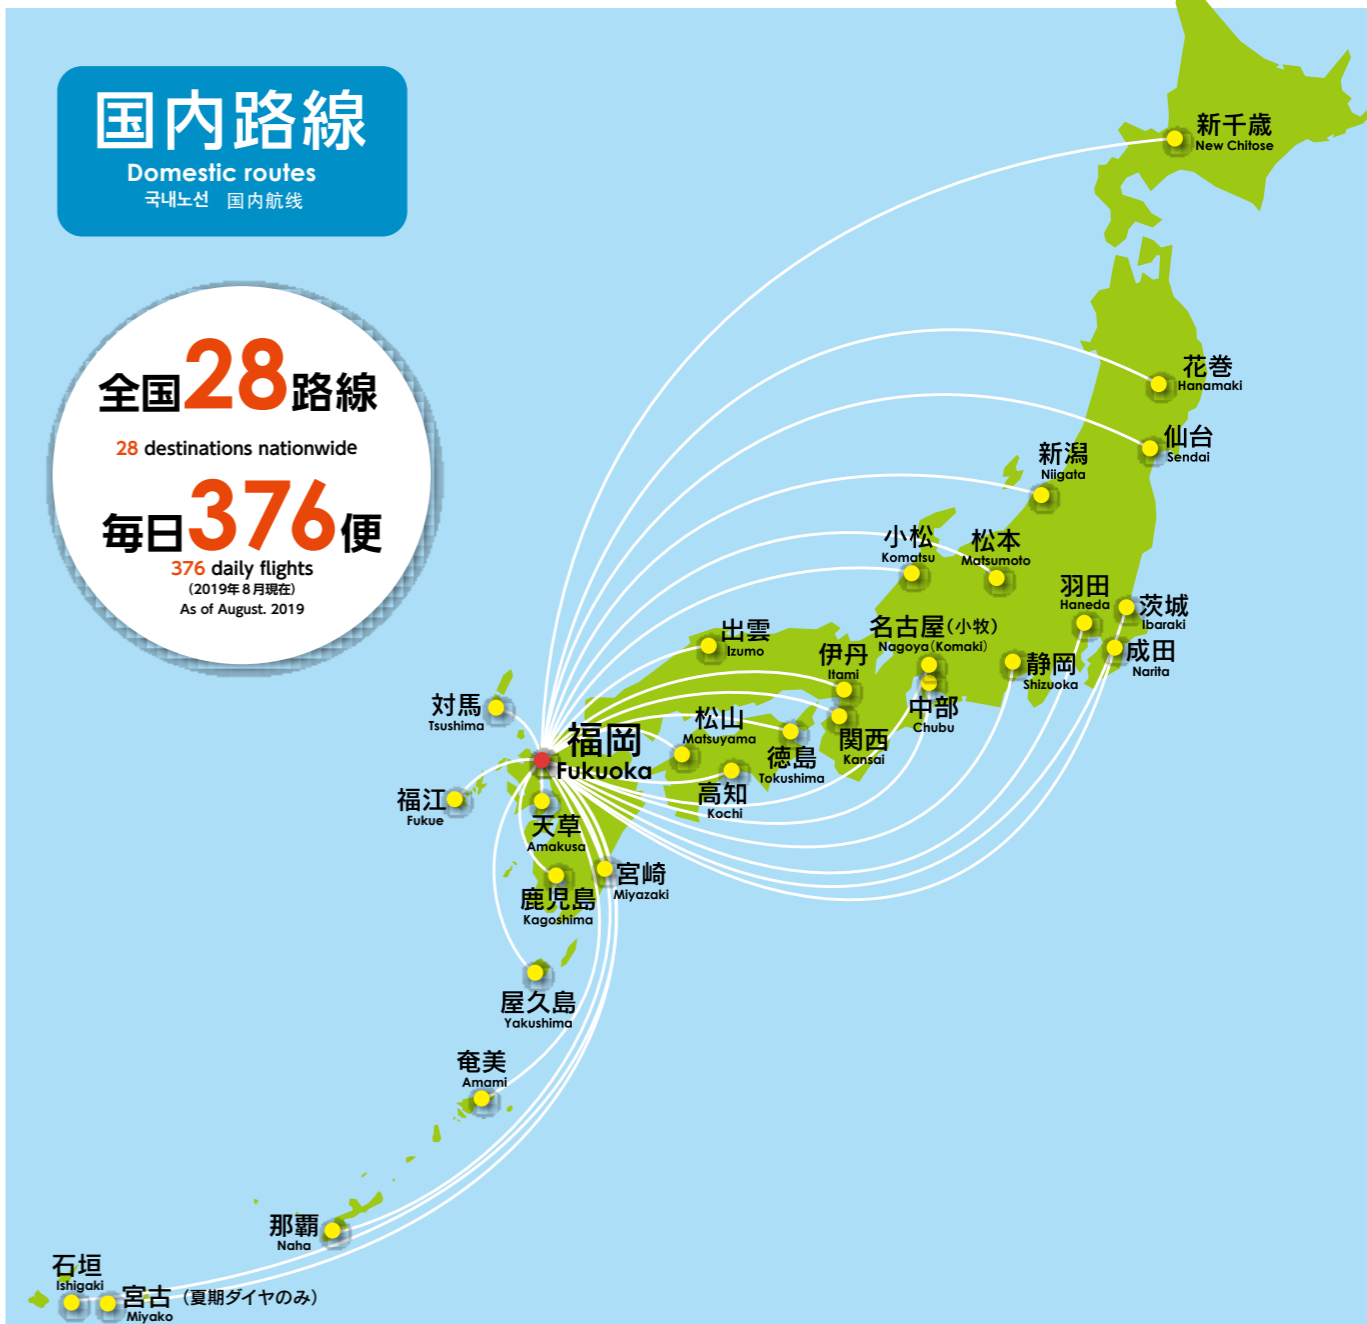 国内路線
Domestic routes
국내노선 国内航线
全国28路線
28 destinations nationwide
毎日376便
376 daily flights
(2019年8月現在)
As of August. 2019
新千歳
New Chitose
花巻
Hanamaki
仙台
Sendai
新潟
Niigata
小松
Komatsu
松本
Matsumoto
羽田
Haneda
茨城
Ibaraki
成田
Narita
名古屋(小牧)
Nagoya(Komaki)
静岡
Shizuoka
中部
Chubu
出雲
Izumo
伊丹
Itami
関西
Kansai
対馬
Tsushima
福岡
Fukuoka
松山
Matsuyama
徳島
Tokushima
高知
Kochi
福江
Fukue
天草
Amakusa
宮崎
Miyazaki
鹿児島
Kagoshima
屋久島
Yakushima
奄美
Amami
那覇
Naha
石垣
Ishigaki
宮古(夏期ダイヤのみ)
Miyako